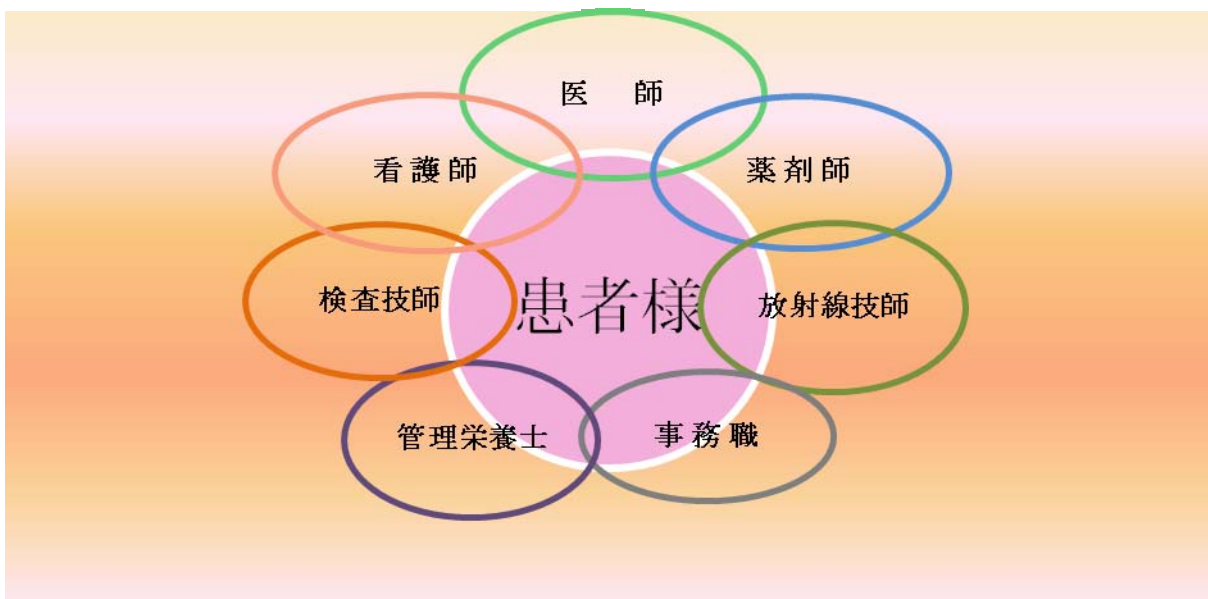 医師
看護師
薬剤師
検査技師
患者様
放射線技師
管理栄養士
事務職